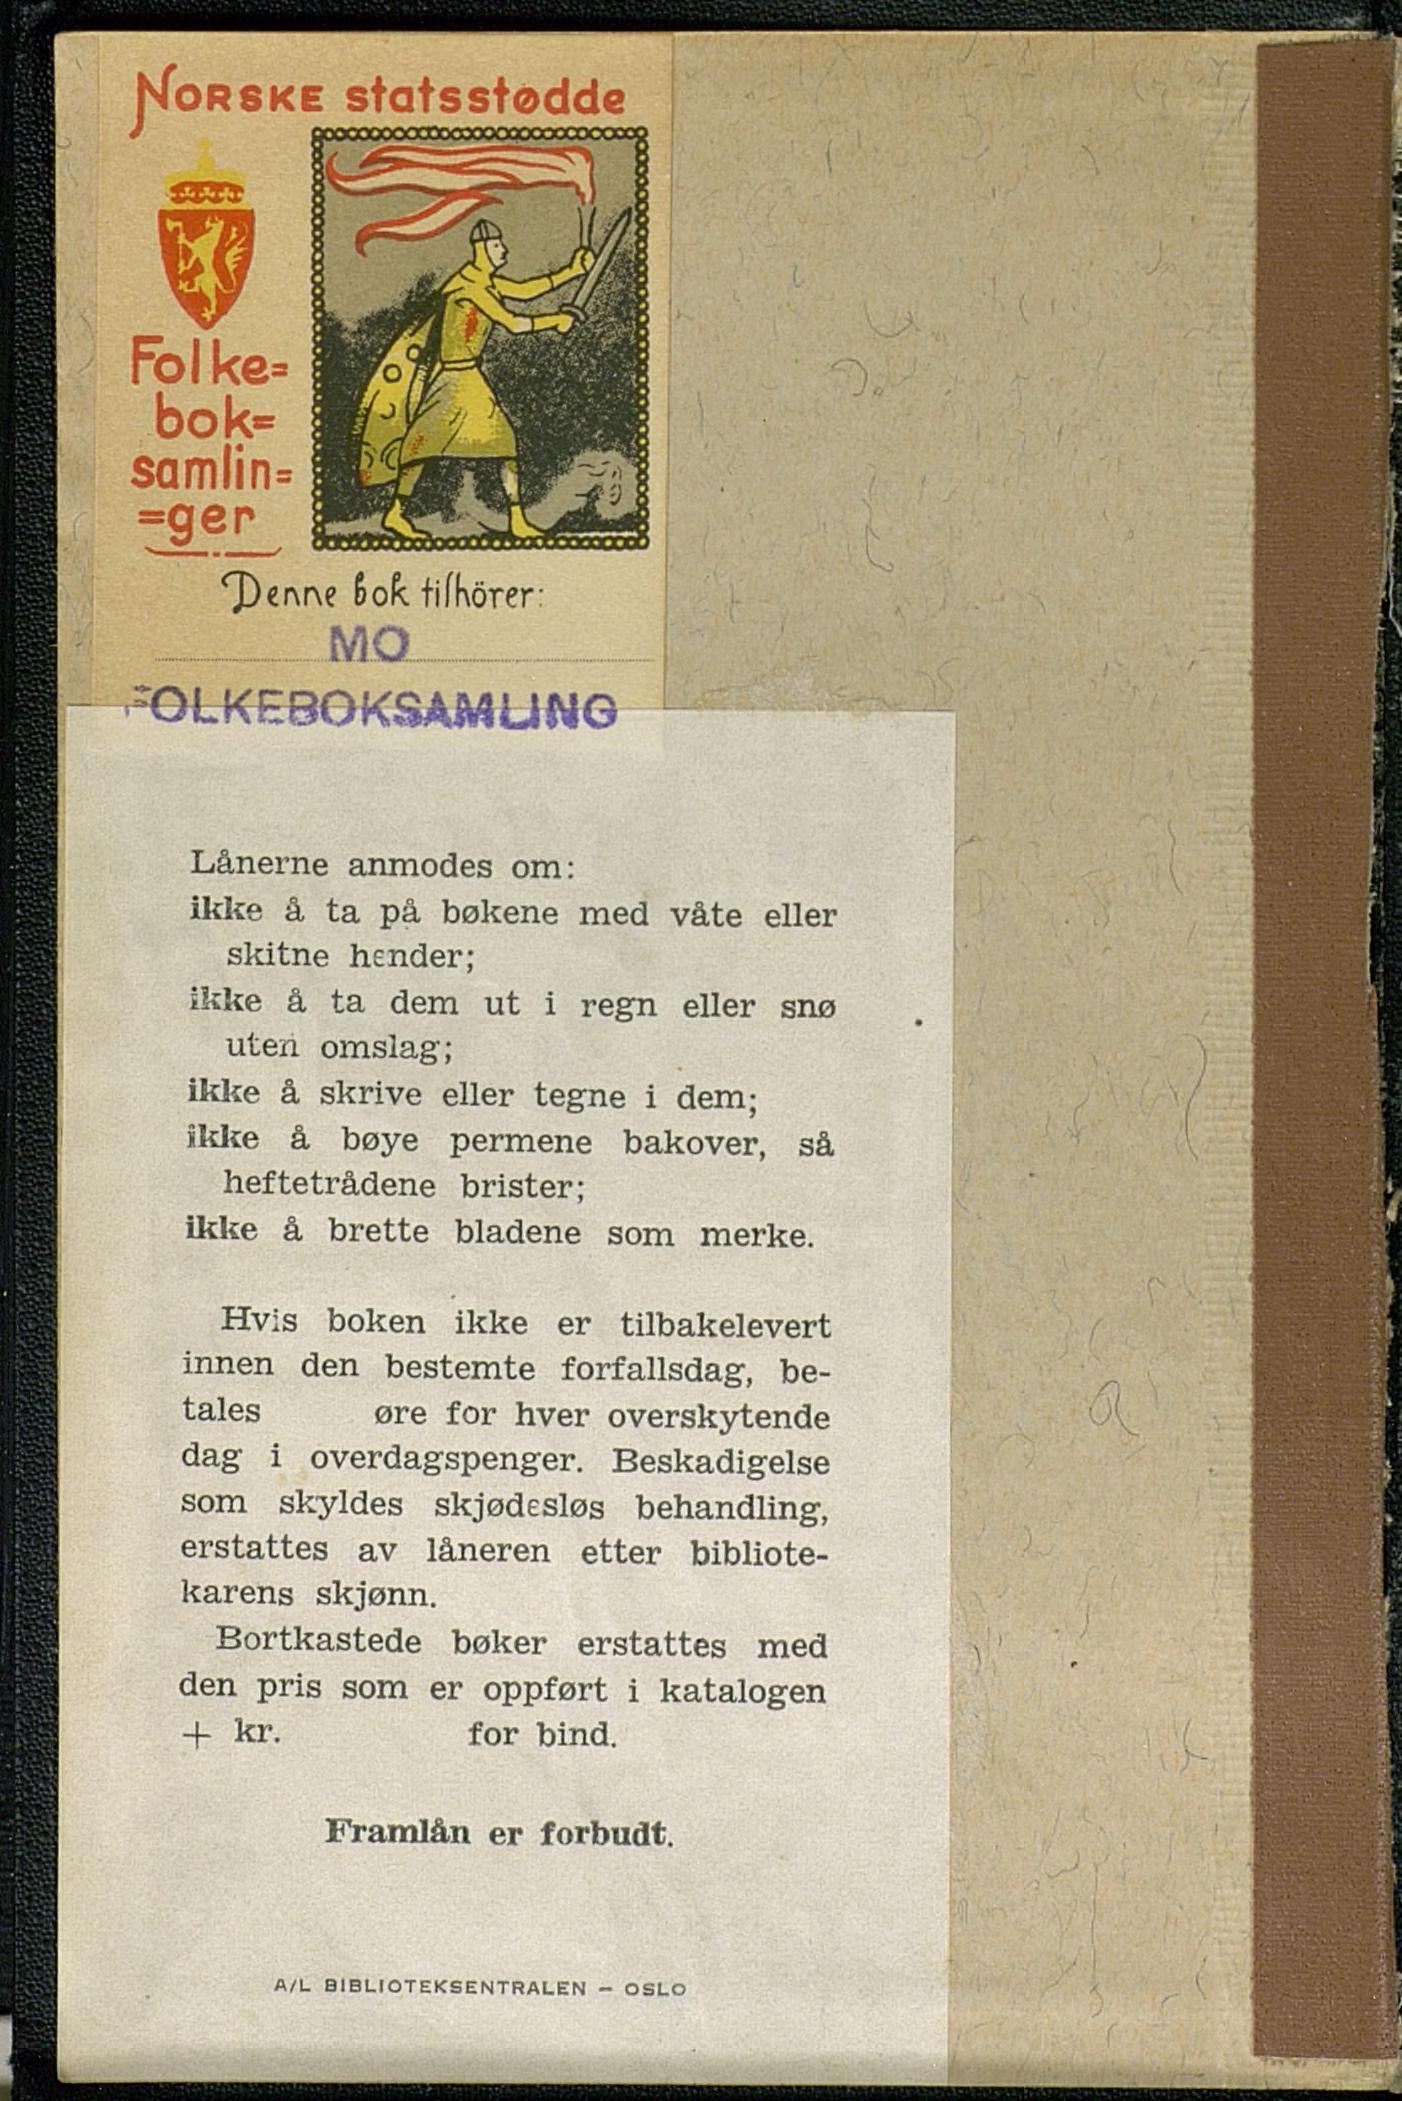 NORSKE statsstødde
Folke=
bok=
samlin=
=ger
Denne bok tilhörer:
MO
FOLKEBOKSAMLING
Lånerne anmodes om:
ikke å ta på bøkene med våte eller
skitne hender;
ikke å ta dem ut i regn eller snø
uten omslag;
ikke å skrive eller tegne i dem;
ikke å bøye permene bakover, så
heftetrådene brister;
ikke å brette bladene som merke.
Hvis boken ikke er tilbakelevert
innen den bestemte forfallsdag, be-
tales øre for hver overskytende
dag i overdagspenger. Beskadigelse
som skyldes skjødesløs behandling,
erstattes av låneren etter bibliote-
karens skjønn.
Bortkastede bøker erstattes med
den pris som er oppført i katalogen
+ kr. for bind.
Framlån er forbudt.
A/L BIBLIOTEKSENTRALEN – OSLO